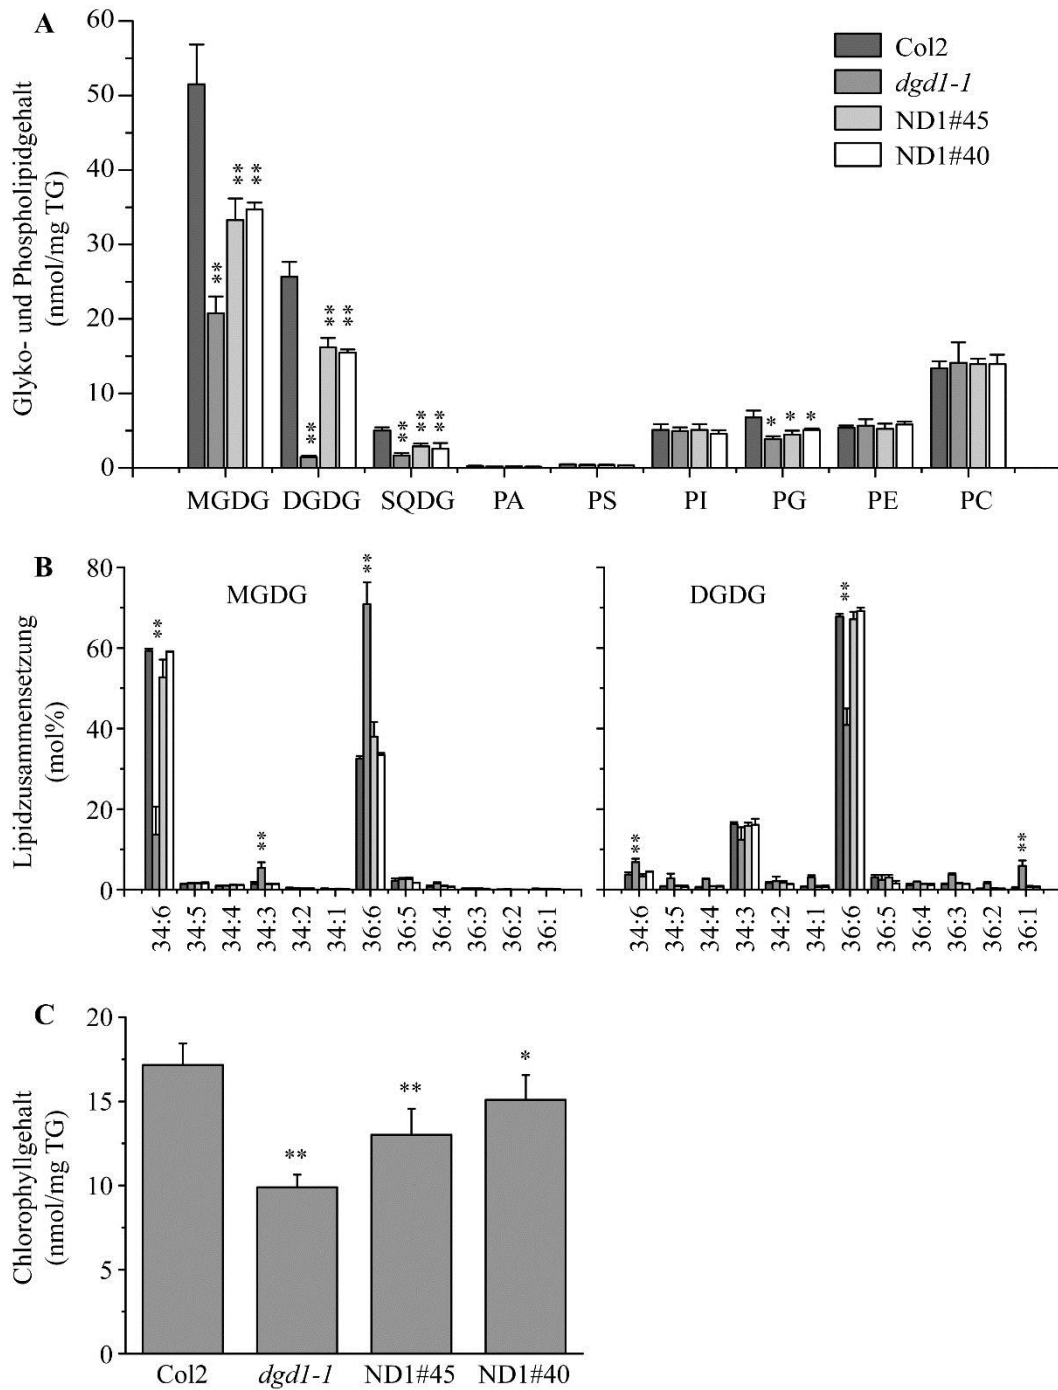 A
60
50
40
30
20
10
0
Glyko- und Phospholipidgehalt
(nmol/mg TG)
Col2
dgd1-1
ND1#45
ND1#40
** ** ** ** ** ** ** ** ** * * *
MGDG DGDG SQDG PA PS PI PG PE PC
B
80
60
40
20
0
Lipidzusammensetzung
(mol%)
MGDG
** ** **
34:6 34:5 34:4 34:3 34:2 34:1 36:6 36:5 36:4 36:3 36:2 36:1
DGDG
** ** **
34:6 34:5 34:4 34:3 34:2 34:1 36:6 36:5 36:4 36:3 36:2 36:1
C
20
15
10
5
0
Chlorophyllgehalt
(nmol/mg TG)
** ** *
Col2 dgd1-1 ND1#45 ND1#40